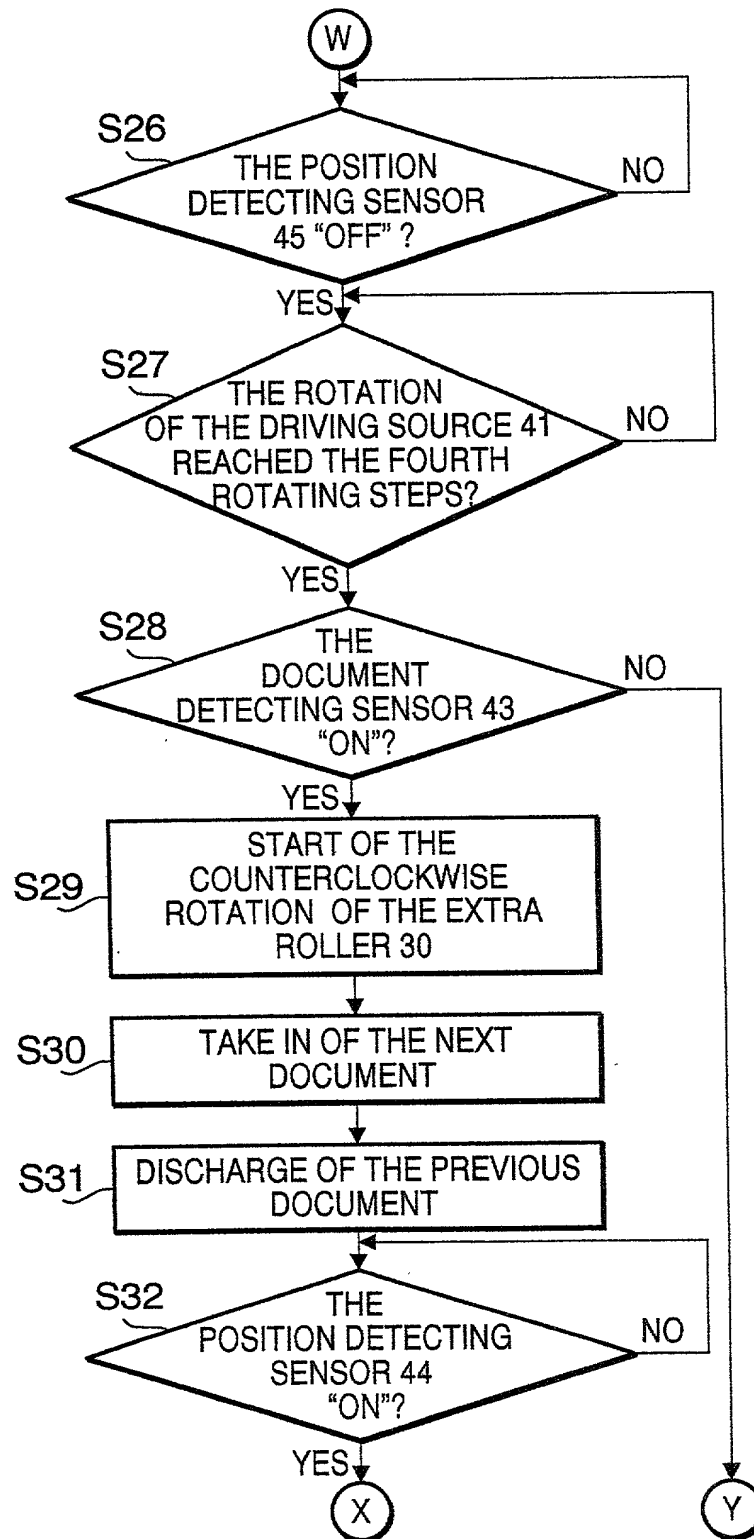 W
S26
THE POSITION
DETECTING SENSOR
45 “OFF” ?
NO
YES
S27
THE ROTATION
OF THE DRIVING SOURCE 41
REACHED THE FOURTH
ROTATING STEPS?
NO
YES
S28
THE
DOCUMENT
DETECTING SENSOR 43
“ON”?
NO
YES
S29
START OF THE
COUNTERCLOCKWISE
ROTATION OF THE EXTRA
ROLLER 30
S30
TAKE IN OF THE NEXT
DOCUMENT
S31
DISCHARGE OF THE PREVIOUS
DOCUMENT
S32
THE
POSITION DETECTING
SENSOR 44
“ON”?
NO
YES
X
Y